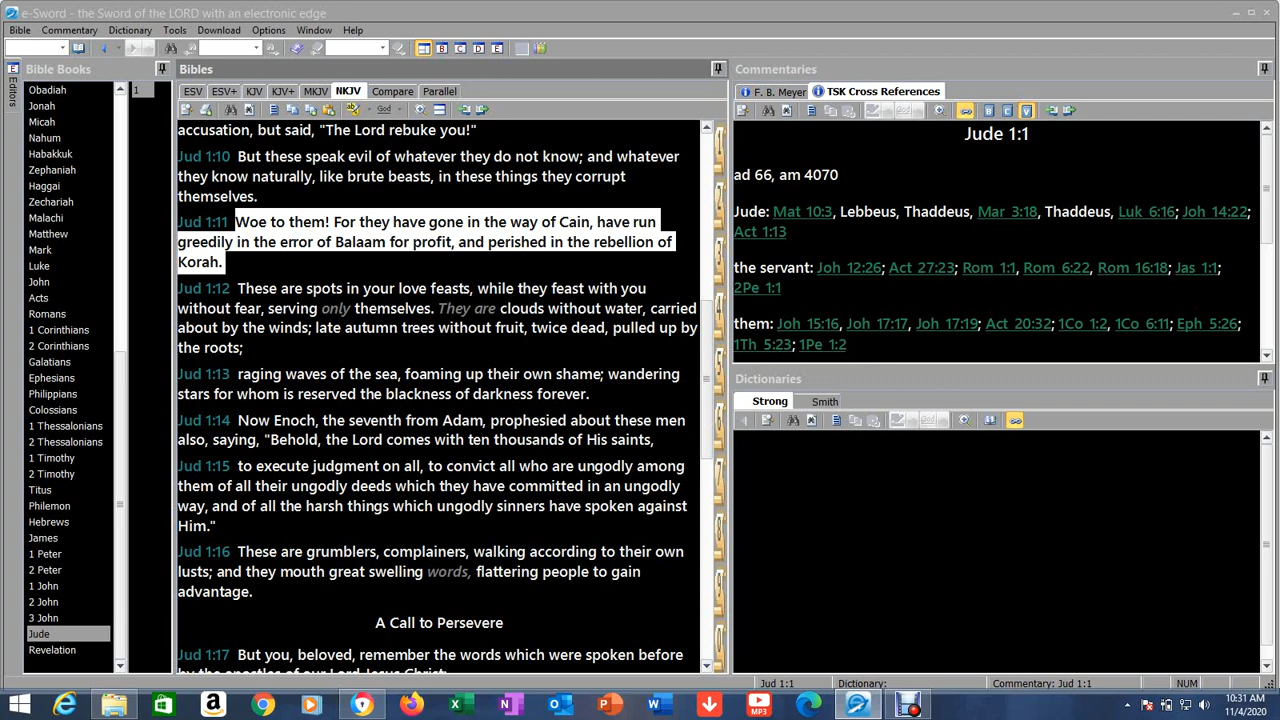 e-Sword - the Sword of the LORD with an electronic edge
Bible Commentary Dictionary Tools Download Options Window Help
B C D E
Editors
Bible Books
Obadiah
Jonah
Micah
Nahum
Habakkuk
Zephaniah
Haggai
Zechariah
Malachi
Matthew
Mark
Luke
John
Acts
Romans
1 Corinthians
2 Corinthians
Galatians
Ephesians
Philippians
Colossians
1 Thessalonians
2 Thessalonians
1 Timothy
2 Timothy
Titus
Philemon
Hebrews
James
1 Peter
2 Peter
1 John
2 John
3 John
Jude
Revelation
1
Bibles
ESV ESV+ KJV KJV+ MKJV NKJV Compare Parallel
God
accusation, but said, "The Lord rebuke you!"
Jud 1:10 But these speak evil of whatever they do not know; and whatever
they know naturally, like brute beasts, in these things they corrupt
themselves.
Jud 1:11 Woe to them! For they have gone in the way of Cain, have run
greedily in the error of Balaam for profit, and perished in the rebellion of
Korah.
Jud 1:12 These are spots in your love feasts, while they feast with you
without fear, serving only themselves. They are clouds without water, carried
about by the winds; late autumn trees without fruit, twice dead, pulled up by
the roots;
Jud 1:13 raging waves of the sea, foaming up their own shame; wandering
stars for whom is reserved the blackness of darkness forever.
Jud 1:14 Now Enoch, the seventh from Adam, prophesied about these men
also, saying, "Behold, the Lord comes with ten thousands of His saints,
Jud 1:15 to execute judgment on all, to convict all who are ungodly among
them of all their ungodly deeds which they have committed in an ungodly
way, and of all the harsh things which ungodly sinners have spoken against
Him."
Jud 1:16 These are grumblers, complainers, walking according to their own
lusts; and they mouth great swelling words, flattering people to gain
advantage.
A Call to Persevere
Jud 1:17 But you, beloved, remember the words which were spoken before
by the apostles of our Lord Jesus Christ:
Commentaries
F. B. Meyer TSK Cross References
B C V
Jude 1:1
ad 66, am 4070
Jude: Mat 10:3, Lebbeus, Thaddeus, Mar 3:18, Thaddeus, Luk 6:16; Joh 14:22;
Act 1:13
the servant: Joh 12:26; Act 27:23; Rom 1:1, Rom 6:22, Rom 16:18; Jas 1:1;
2Pe 1:1
them: Joh 15:16, Joh 17:17, Joh 17:19; Act 20:32; 1Co 1:2, 1Co 6:11; Eph 5:26;
1Th 5:23; 1Pe 1:2
Dictionaries
Strong Smith
Jud 1:1 Dictionary: Commentary: Jud 1:1 NUM
MP3
10:31 AM
11/4/2020